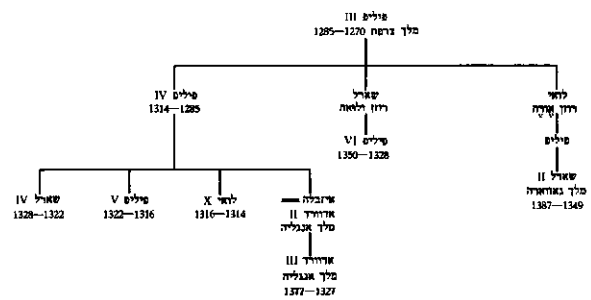 פיליפ III
מלך צרפת 1270—1285
פיליפ IV
1285—1314
שארל
רוזן ולואה
לואי
רוזן אורה
פיליפ VI
1328—1350
פיליפ
שארל II
מלך נאווארה
1349—1387
שארל IV
1322—1328
פיליפ V
1316—1322
לואי X
1314—1316
איזבלה
אדוורד II
מלך אנגליה
אדוורד III
מלך אנגליה
1327—1377